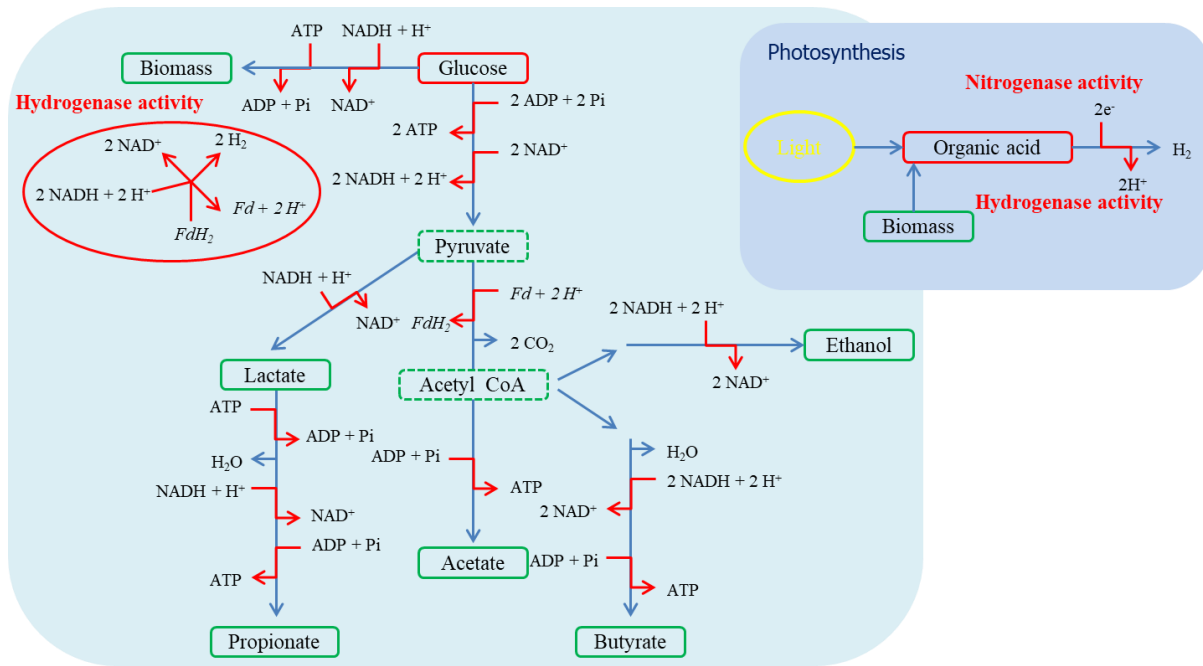 Photosynthesis
ATP
NADH + H⁺
Biomass
Glucose
ADP + Pi
NAD⁺
Hydrogenase activity
2 NAD⁺
2 H₂
2 NADH + 2 H⁺
Fd + 2 H⁺
FdH₂
2 ADP + 2 Pi
2 ATP
2 NAD⁺
2 NADH + 2 H⁺
Pyruvate
NADH + H⁺
NAD⁺
Fd + 2 H⁺
FdH₂
2 CO₂
2 NADH + 2 H⁺
Ethanol
2 NAD⁺
Lactate
Acetyl CoA
ATP
ADP + Pi
H₂O
NADH + H⁺
NAD⁺
ADP + Pi
ATP
Propionate
ADP + Pi
ATP
Acetate
H₂O
2 NADH + 2 H⁺
2 NAD⁺
ADP + Pi
ATP
Butyrate
Nitrogenase activity
2e⁻
Light
Organic acid
H₂
2H⁺
Hydrogenase activity
Biomass